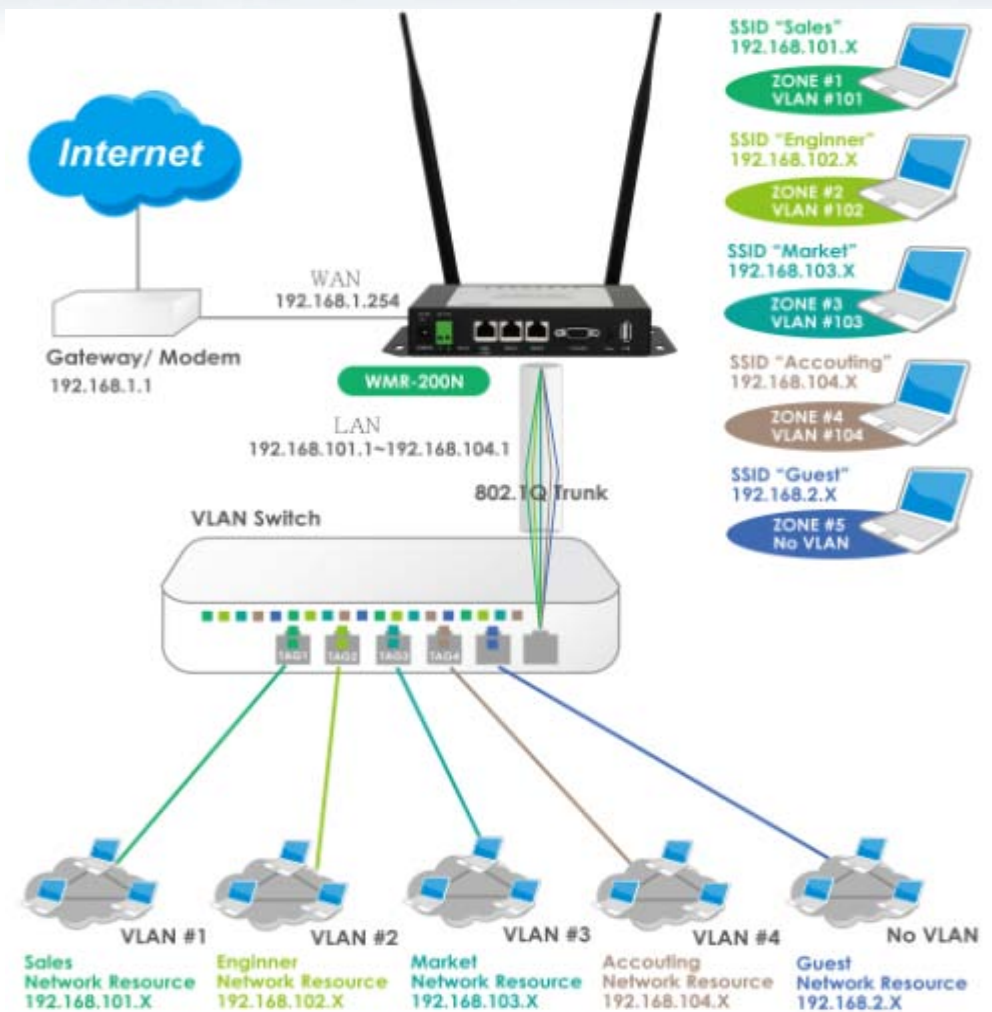 Internet
Gateway/ Modem
192.168.1.1
WAN
192.168.1.254
WMR-200N
LAN
192.168.101.1~192.168.104.1
802.1Q Trunk
VLAN Switch
TAG1
TAG2
TAG3
TAG4
SSID "Sales"
192.168.101.X
ZONE #1
VLAN #101
SSID "Enginner"
192.168.102.X
ZONE #2
VLAN #102
SSID "Market"
192.168.103.X
ZONE #3
VLAN #103
SSID "Accouting"
192.168.104.X
ZONE #4
VLAN #104
SSID "Guest"
192.168.2.X
ZONE #5
No VLAN
VLAN #1
Sales
Network Resource
192.168.101.X
VLAN #2
Enginner
Network Resource
192.168.102.X
VLAN #3
Market
Network Resource
192.168.103.X
VLAN #4
Accouting
Network Resource
192.168.104.X
No VLAN
Guest
Network Resource
192.168.2.X